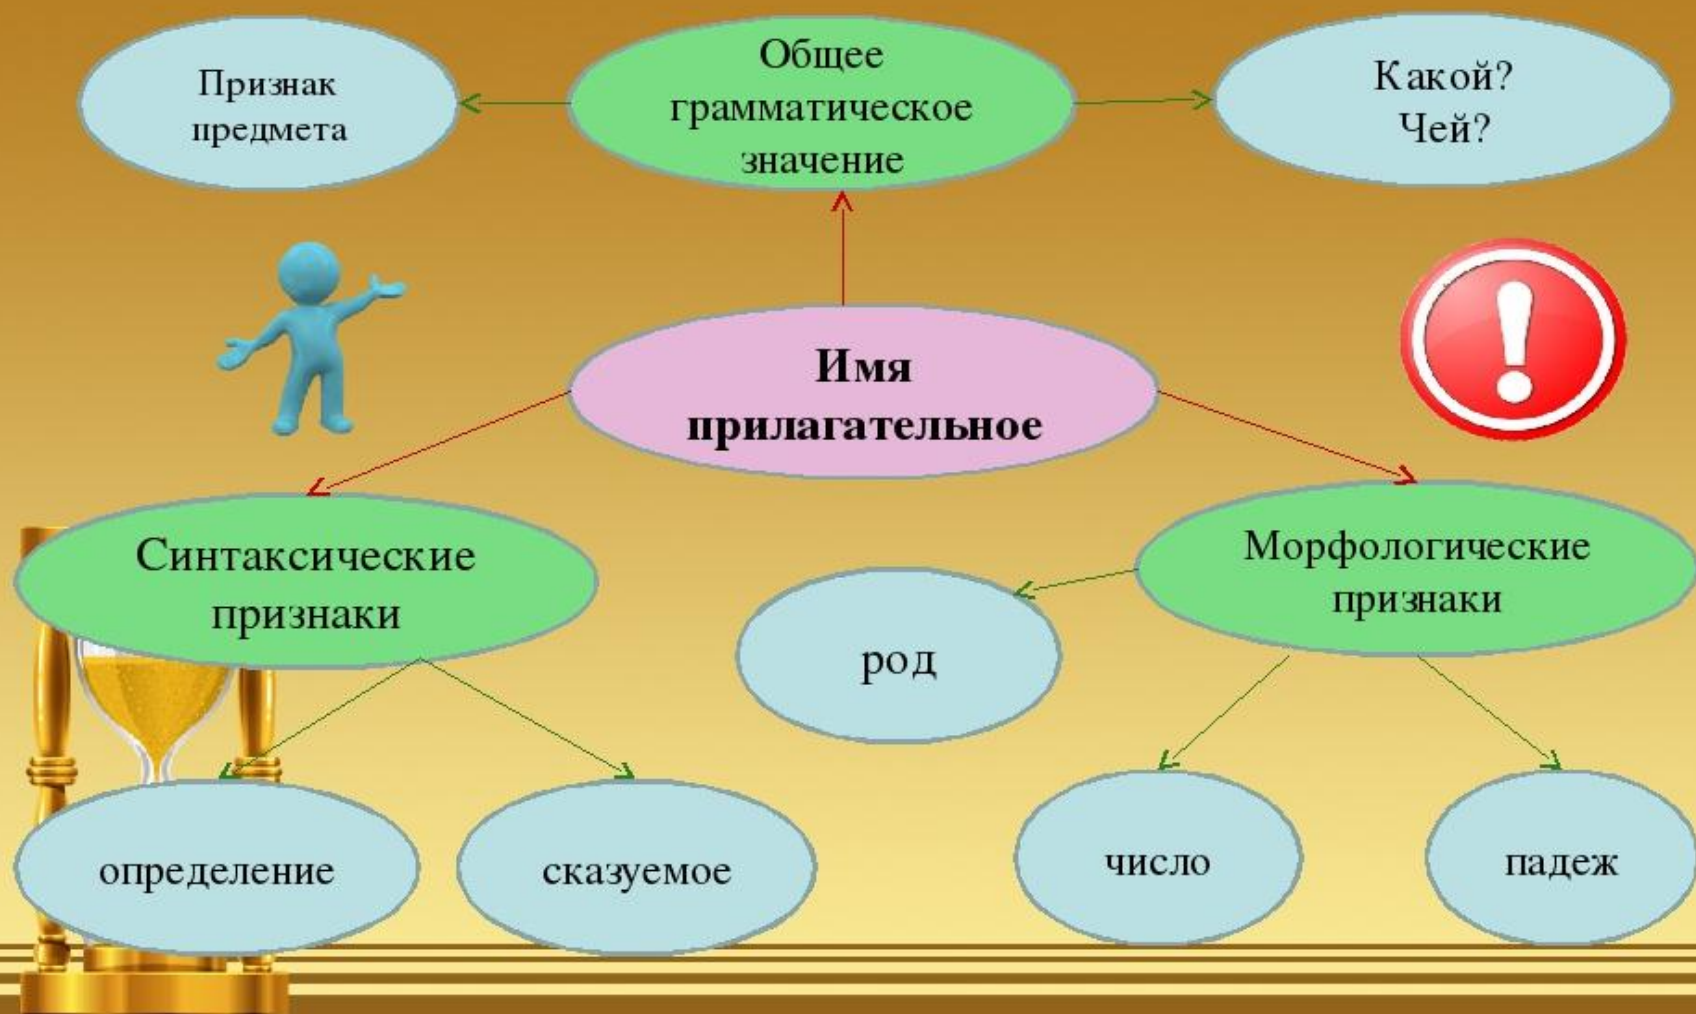 Признак
предмета
Общее
грамматическое
значение
Какой?
Чей?
Имя
прилагательное
Синтаксические
признаки
Морфологические
признаки
род
определение
сказуемое
число
падеж